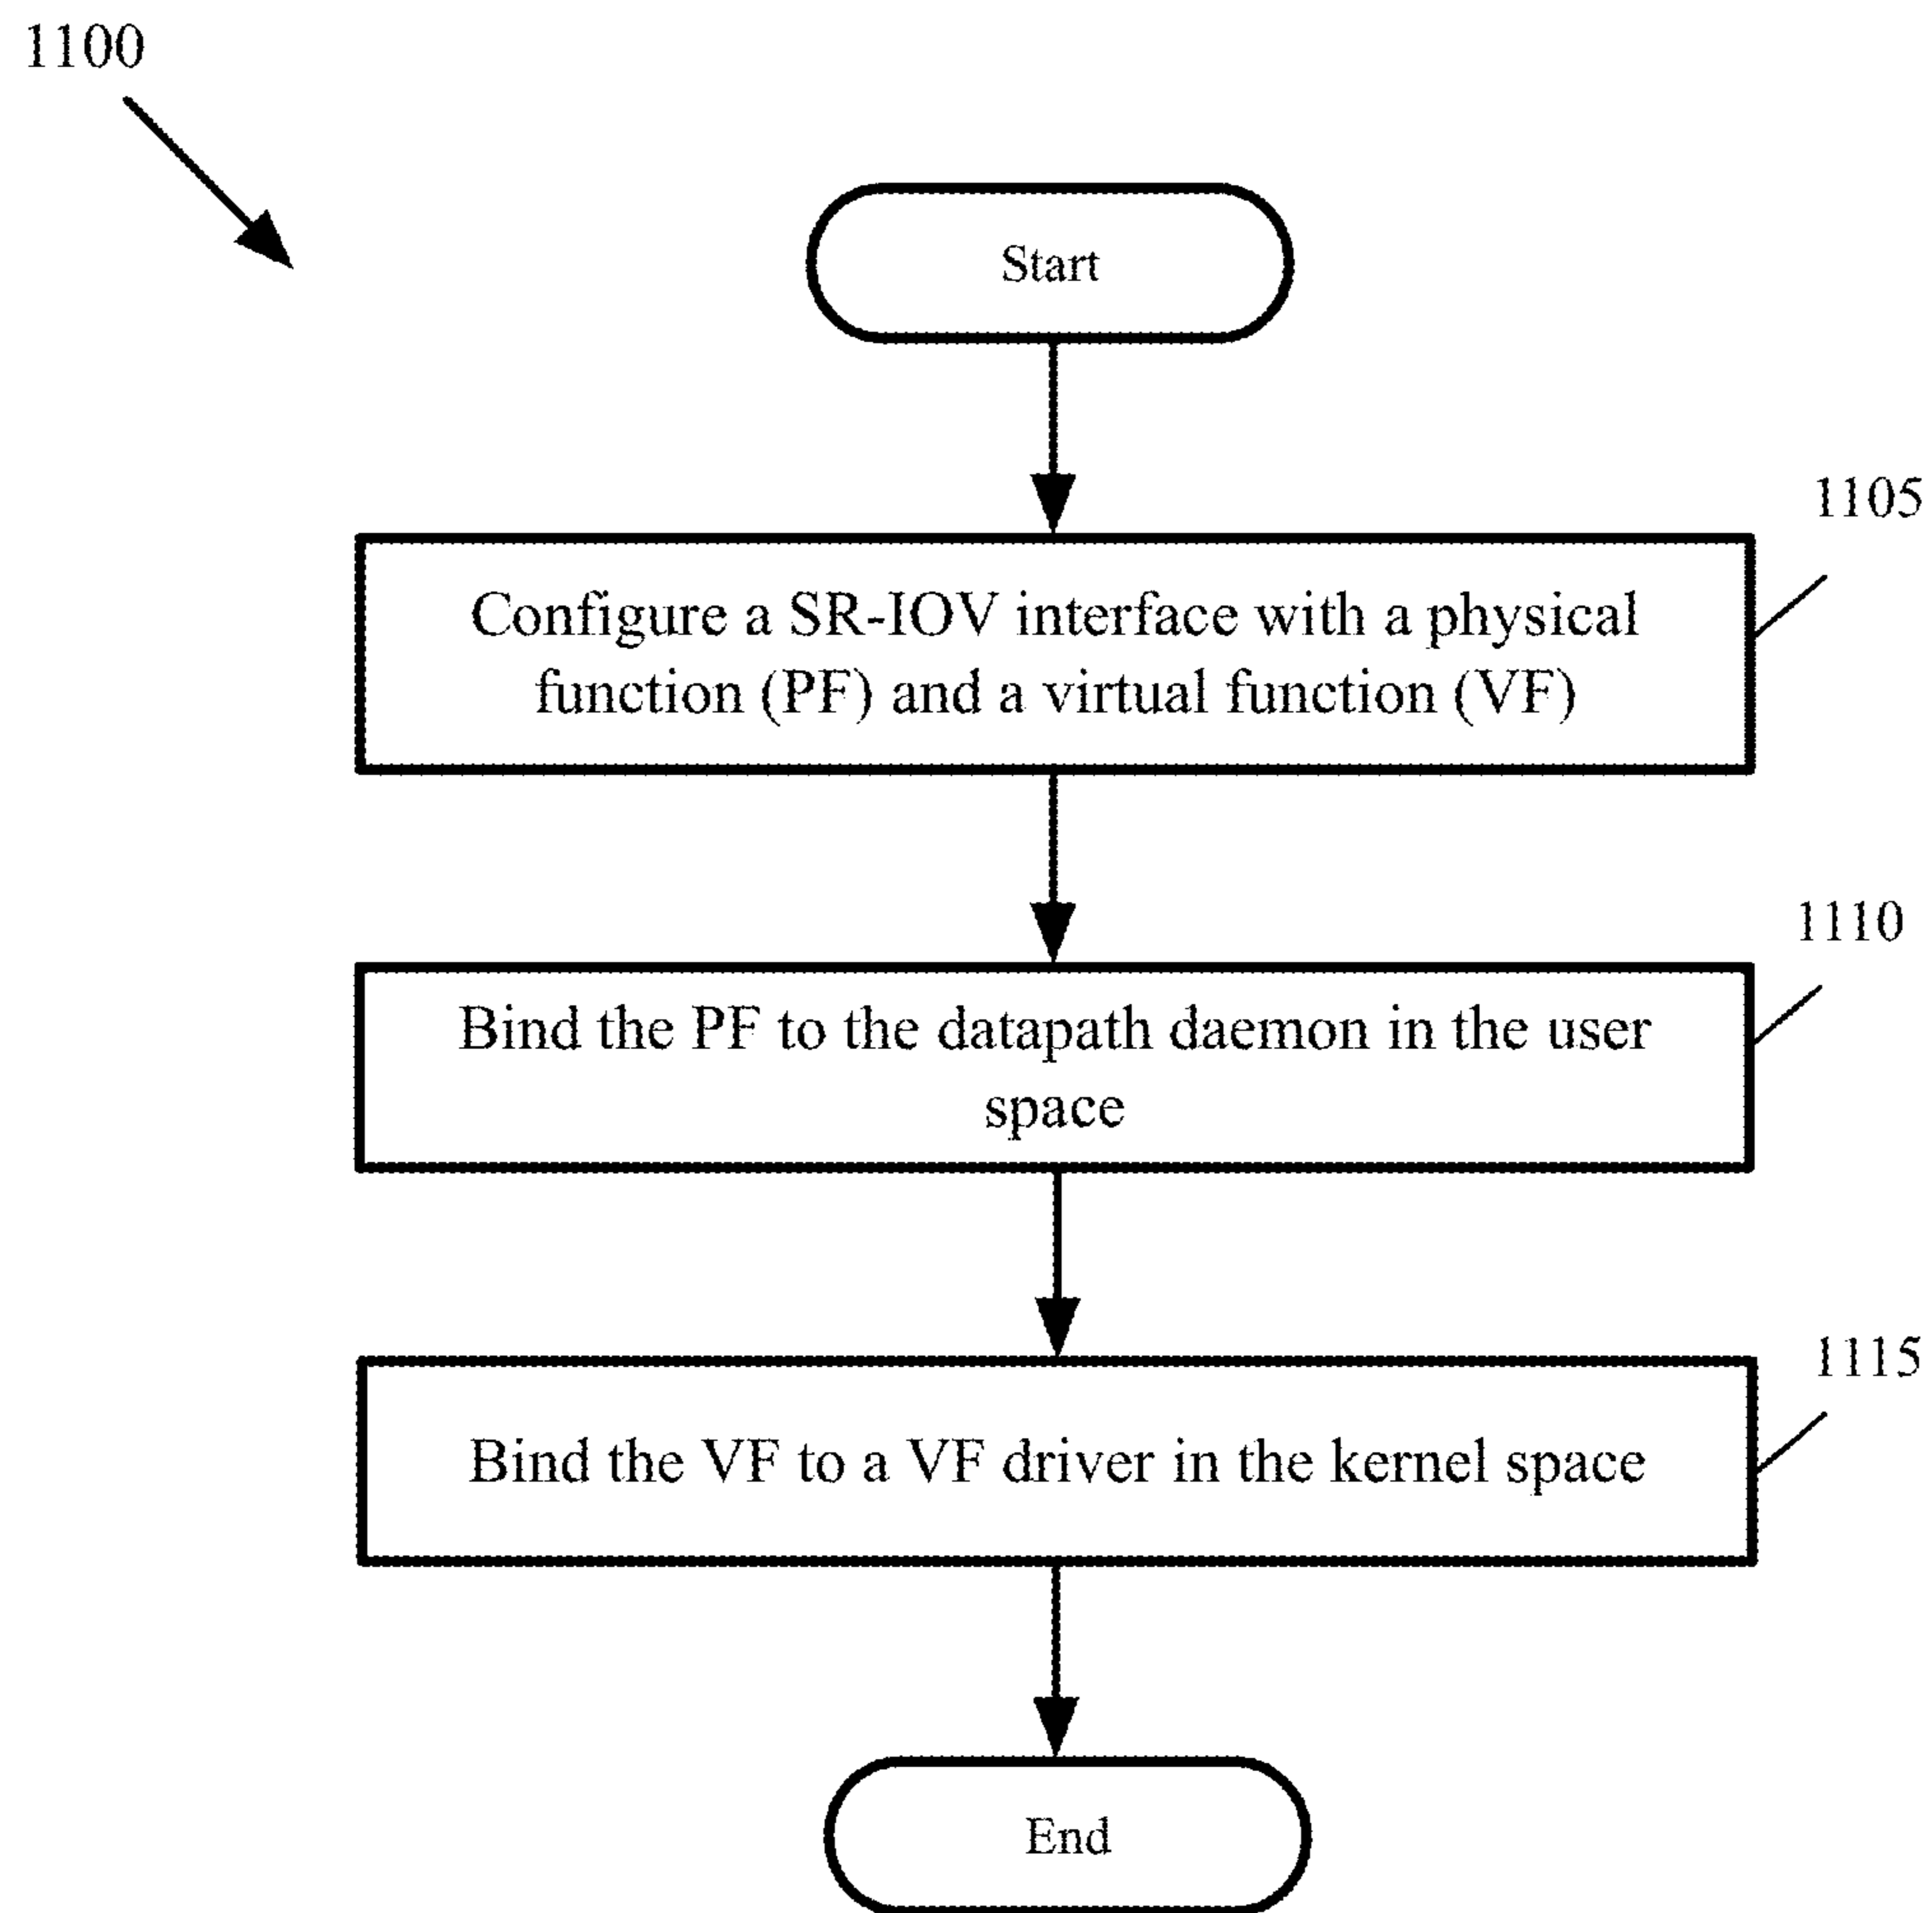 1100
Start
1105
Configure a SR-IOV interface with a physical
function (PF) and a virtual function (VF)
1110
Bind the PF to the datapath daemon in the user
space
1115
Bind the VF to a VF driver in the kernel space
End